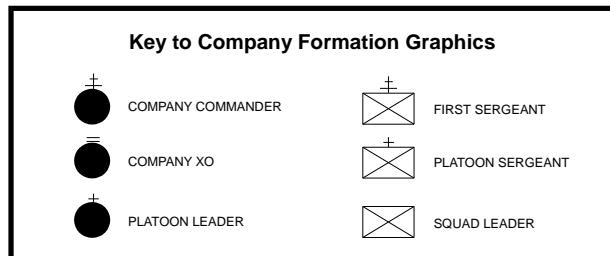 Key to Company Formation Graphics
COMPANY COMMANDER
FIRST SERGEANT
COMPANY XO
PLATOON SERGEANT
PLATOON LEADER
SQUAD LEADER